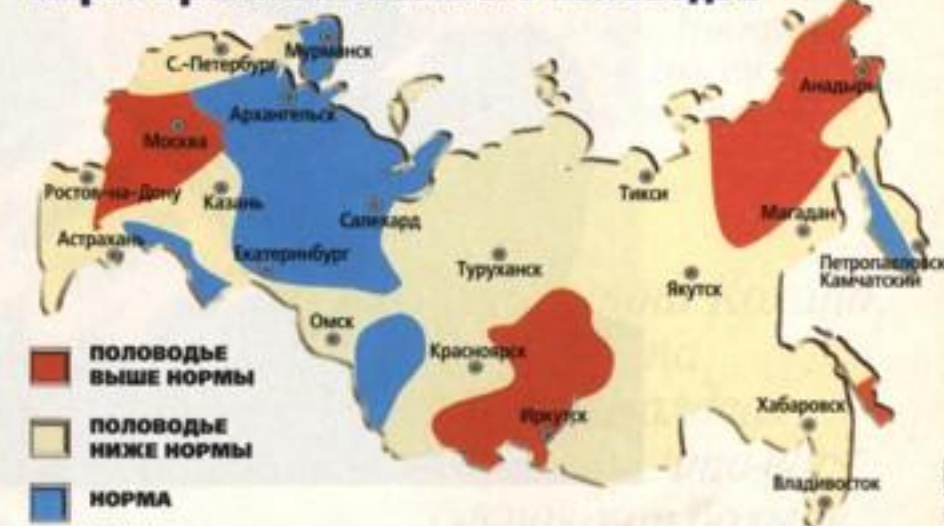 Мурманск
С.-Петербург
Архангельск
Анадырь
Москва
Ростов-на-Дону
Казань
Салехард
Тикси
Магадан
Астрахань
Екатеринбург
Туруханск
Якутск
Петропавловск
Камчатский
Омск
Красноярск
Иркутск
Хабаровск
Владивосток
ПОЛОВОДЬЕ
ВЫШЕ НОРМЫ
ПОЛОВОДЬЕ
НИЖЕ НОРМЫ
НОРМА